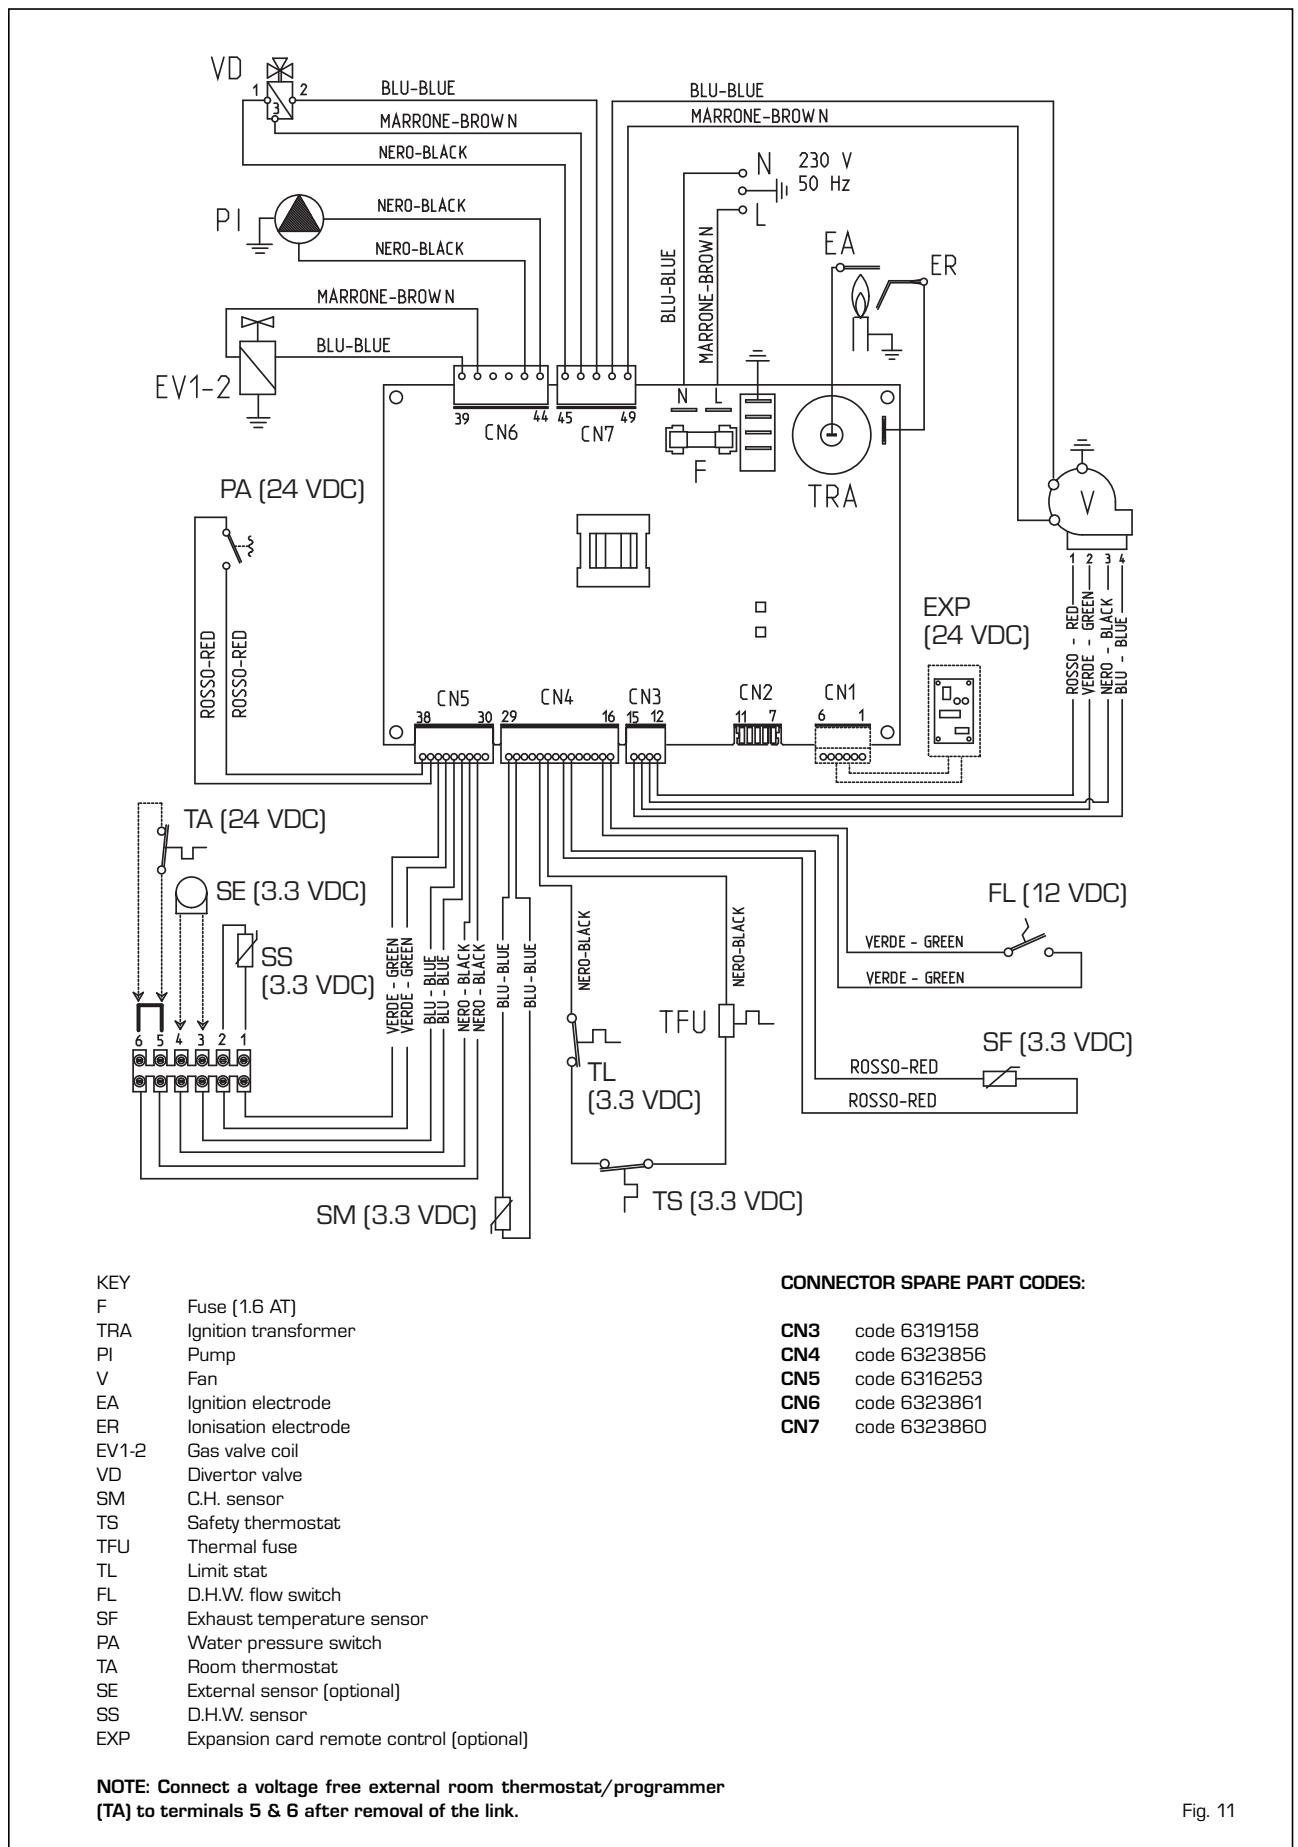 VD
1
2
3
BLU-BLUE
MARRONE-BROWN
NERO-BLACK
BLU-BLUE
MARRONE-BROWN
N
L
230 V
50 Hz
PI
NERO-BLACK
NERO-BLACK
BLU-BLUE
MARRONE-BROWN
EA
ER
MARRONE-BROWN
BLU-BLUE
EV1-2
39
44
45
49
CN6
CN7
N
L
F
TRA
V
1 2 3 4
PA (24 VDC)
ROSSO-RED
ROSSO-RED
EXP
(24 VDC)
ROSSO - RED
VERDE - GREEN
NERO - BLACK
BLU - BLUE
CN5
CN4
CN3
CN2
CN1
38
30
29
16
15
12
11
7
6
1
TA (24 VDC)
SE (3.3 VDC)
SS
(3.3 VDC)
VERDE - GREEN
VERDE - GREEN
BLU - BLUE
BLU - BLUE
NERO - BLACK
NERO - BLACK
BLU - BLUE
BLU - BLUE
NERO-BLACK
NERO-BLACK
FL (12 VDC)
VERDE - GREEN
VERDE - GREEN
6 5 4 3 2 1
TFU
TL
(3.3 VDC)
SF (3.3 VDC)
ROSSO-RED
ROSSO-RED
SM (3.3 VDC)
TS (3.3 VDC)
KEY
F Fuse (1.6 AT)
TRA Ignition transformer
PI Pump
V Fan
EA Ignition electrode
ER Ionisation electrode
EV1-2 Gas valve coil
VD Divertor valve
SM C.H. sensor
TS Safety thermostat
TFU Thermal fuse
TL Limit stat
FL D.H.W. flow switch
SF Exhaust temperature sensor
PA Water pressure switch
TA Room thermostat
SE External sensor (optional)
SS D.H.W. sensor
EXP Expansion card remote control (optional)
CONNECTOR SPARE PART CODES:
CN3 code 6319158
CN4 code 6323856
CN5 code 6316253
CN6 code 6323861
CN7 code 6323860
NOTE: Connect a voltage free external room thermostat/programmer
(TA) to terminals 5 & 6 after removal of the link.
Fig. 11